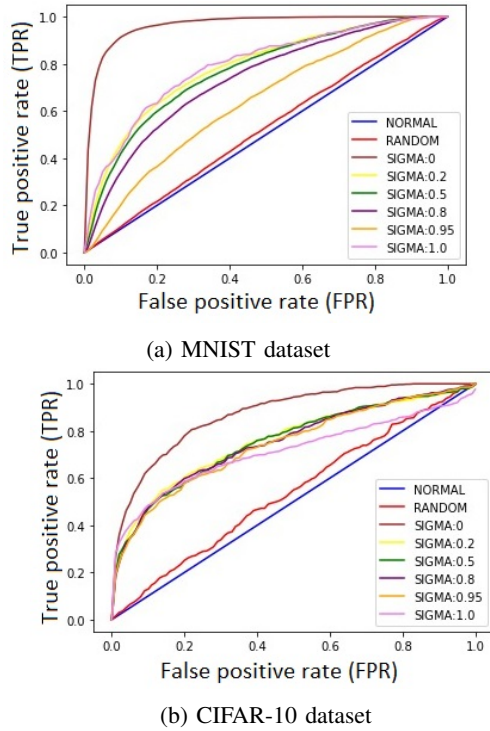 True positive rate (TPR)
1.0
0.8
0.6
0.4
0.2
0.0
NORMAL
RANDOM
SIGMA:0
SIGMA:0.2
SIGMA:0.5
SIGMA:0.8
SIGMA:0.95
SIGMA:1.0
0.0 0.2 0.4 0.6 0.8 1.0
False positive rate (FPR)
(a) MNIST dataset
True positive rate (TPR)
1.0
0.8
0.6
0.4
0.2
0.0
NORMAL
RANDOM
SIGMA:0
SIGMA:0.2
SIGMA:0.5
SIGMA:0.8
SIGMA:0.95
SIGMA:1.0
0.0 0.2 0.4 0.6 0.8 1.0
False positive rate (FPR)
(b) CIFAR-10 dataset